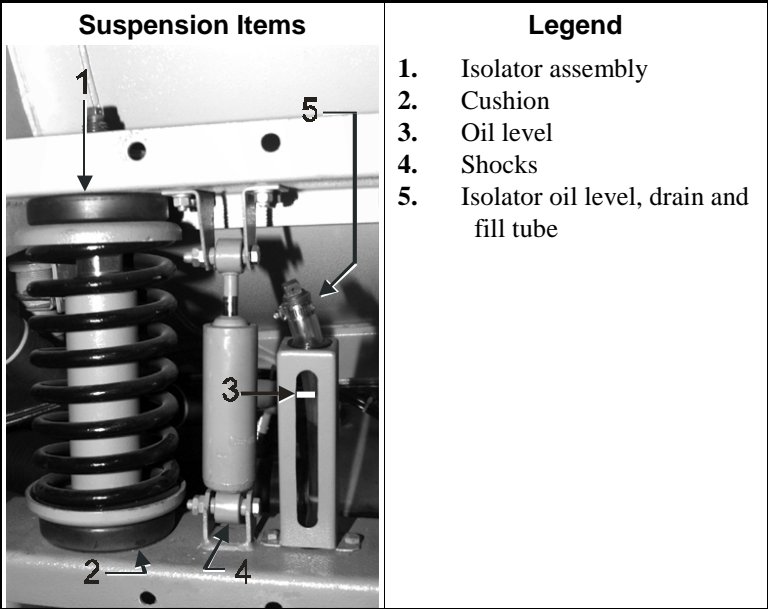 Suspension Items
1
5
3
2
4
Legend
1. Isolator assembly
2. Cushion
3. Oil level
4. Shocks
5. Isolator oil level, drain and
fill tube